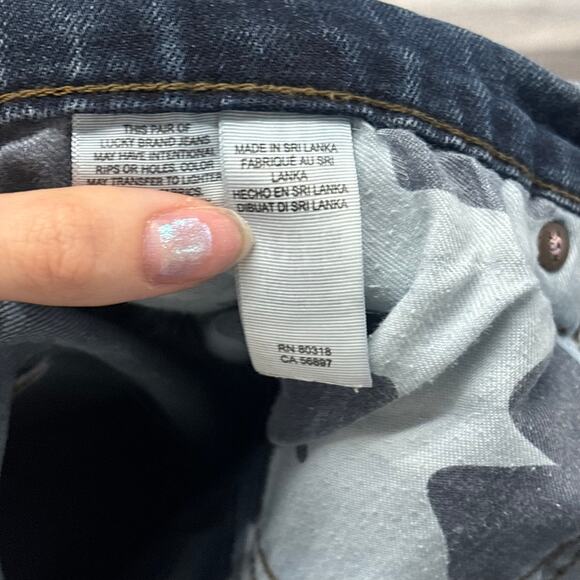 THIS PAIR OF
LUCKY BRAND JEANS
MAY HAVE INTENTIONAL
RIPS OR HOLES. COLOR
MAY TRANSFER TO LIGHTER
MADE IN SRI LANKA
FABRIQUÉ AU SRI
LANKA
HECHO EN SRI LANKA
DIBUAT DI SRI LANKA
RN 80318
CA 56897